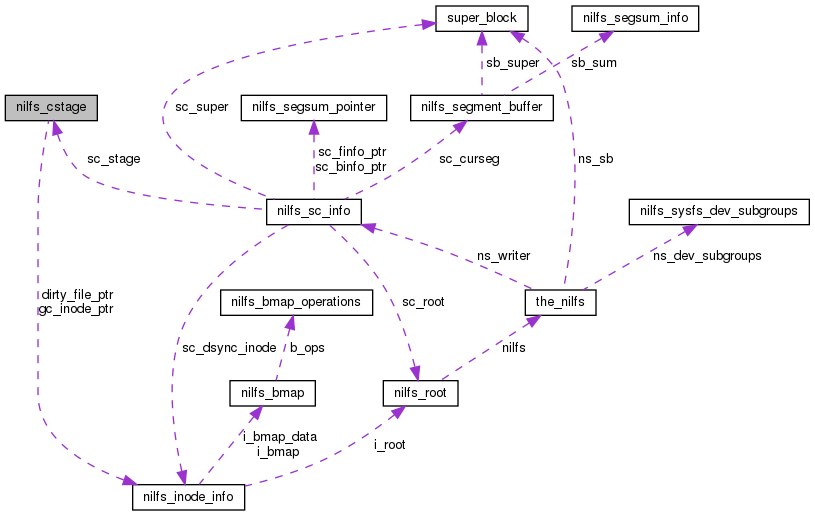 super_block
nilfs_segsum_info
sb_super
sb_sum
nilfs_cstage
sc_super
nilfs_segsum_pointer
nilfs_segment_buffer
sc_stage
sc_finfo_ptr
sc_binfo_ptr
sc_curseg
ns_sb
nilfs_sc_info
nilfs_sysfs_dev_subgroups
ns_writer
ns_dev_subgroups
dirty_file_ptr
gc_inode_ptr
nilfs_bmap_operations
sc_root
the_nilfs
sc_dsync_inode
b_ops
nilfs
nilfs_bmap
nilfs_root
i_bmap_data
i_bmap
i_root
nilfs_inode_info